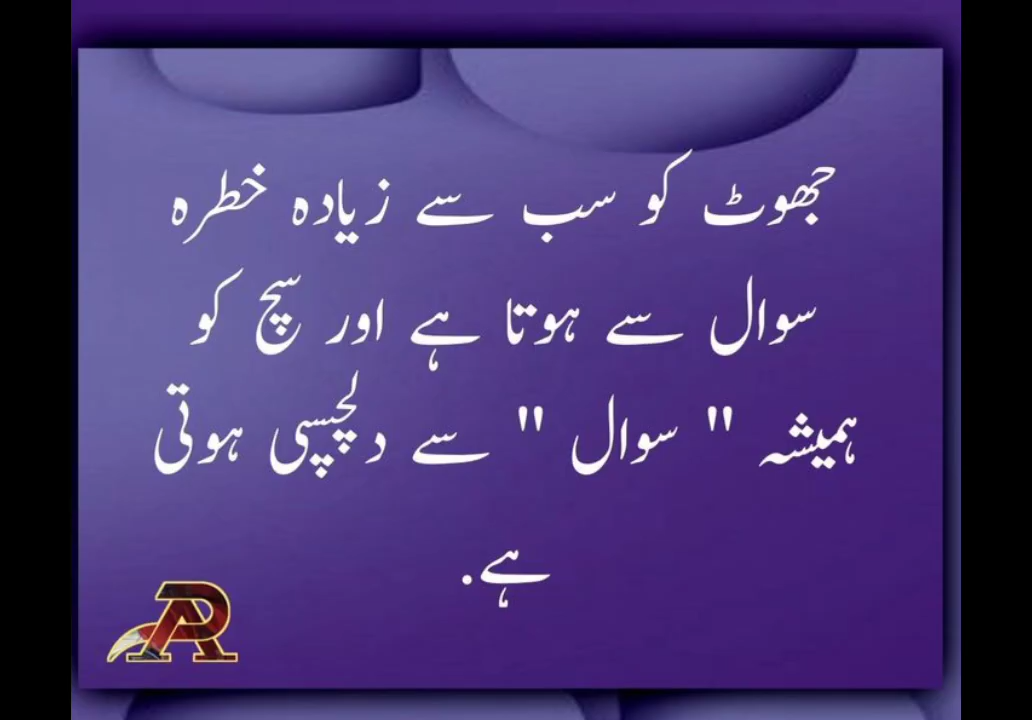 جھوٹ کو سب سے زیادہ خطرہ
سوال سے ہوتا ہے اور سچ کو
ہمیشہ " سوال " سے دلچسپی ہوتی
ہے.